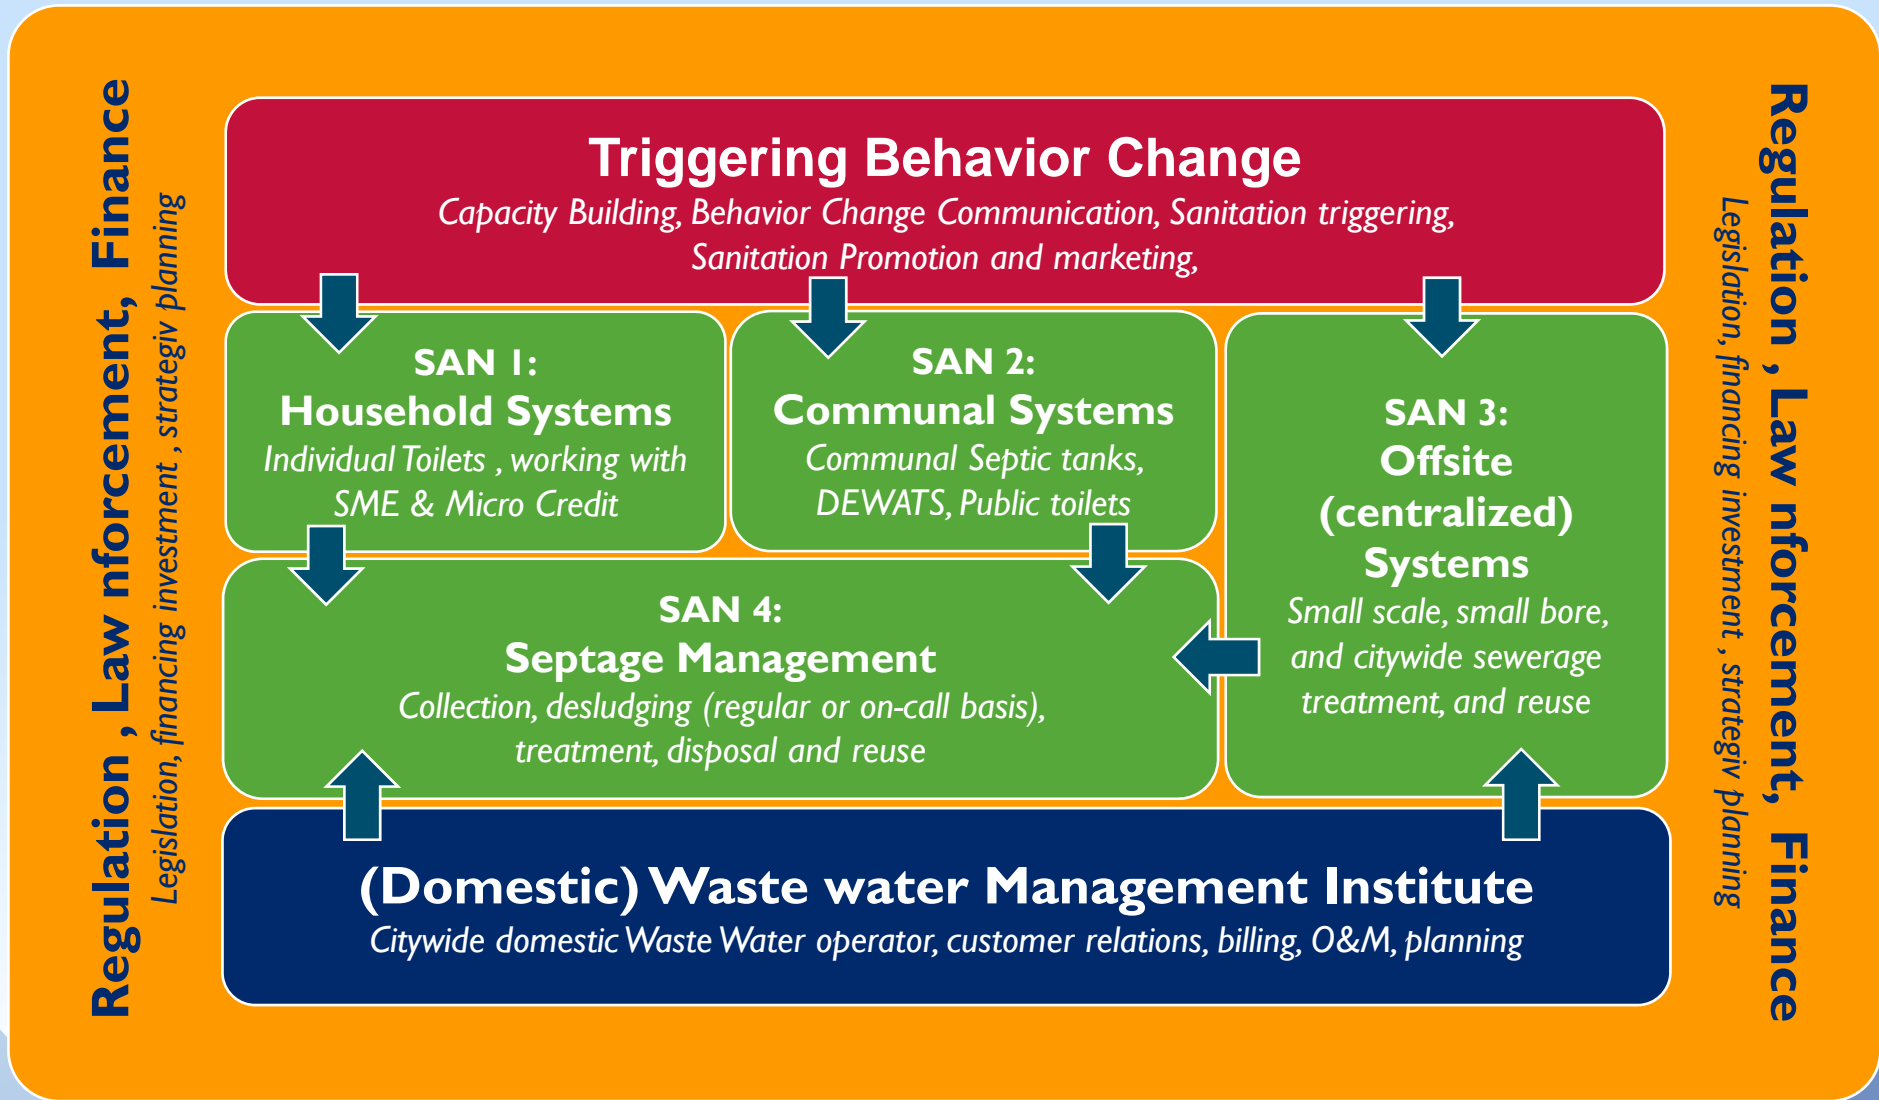 Regulation , Law nforcement, Finance
Legislation, financing investment , strategiv planning
Triggering Behavior Change
Capacity Building, Behavior Change Communication, Sanitation triggering,
Sanitation Promotion and marketing,
SAN 1:
Household Systems
Individual Toilets , working with
SME & Micro Credit
SAN 2:
Communal Systems
Communal Septic tanks,
DEWATS, Public toilets
SAN 3:
Offsite
(centralized)
Systems
Small scale, small bore,
and citywide sewerage
treatment, and reuse
SAN 4:
Septage Management
Collection, desludging (regular or on-call basis),
treatment, disposal and reuse
(Domestic) Waste water Management Institute
Citywide domestic Waste Water operator, customer relations, billing, O&M, planning
Regulation , Law nforcement, Finance
Legislation, financing investment , strategiv planning